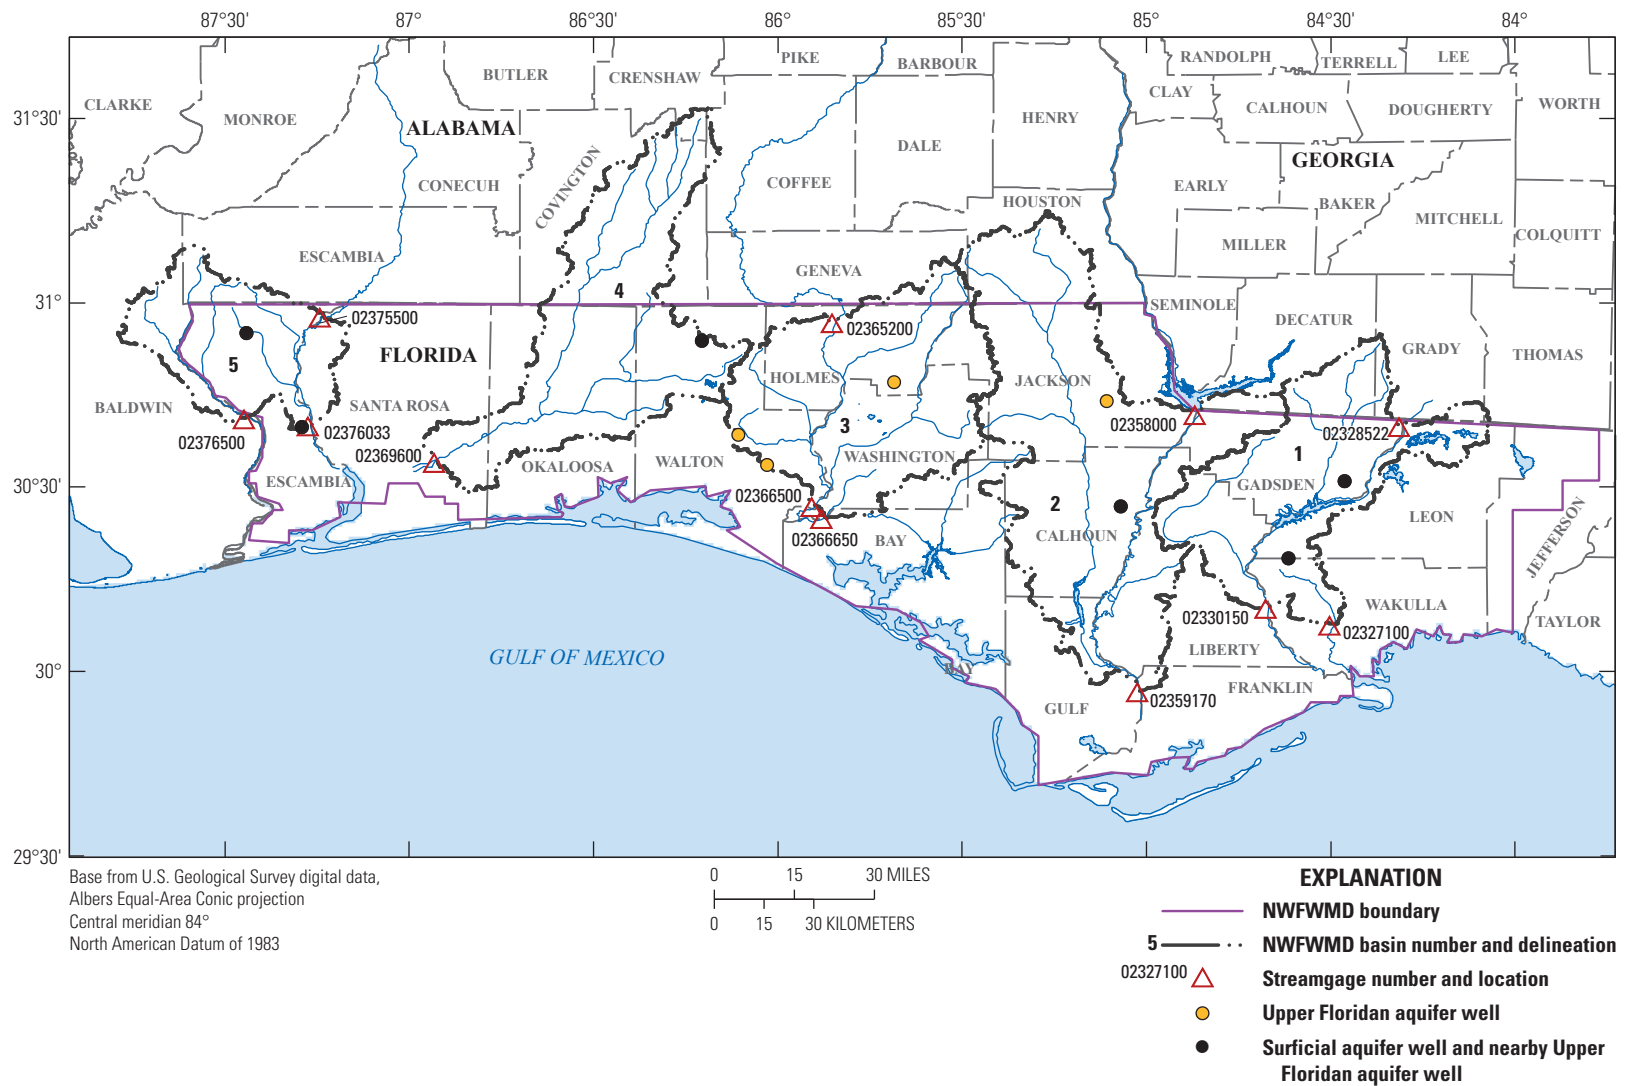 87°30'
87°
86°30'
86°
85°30'
85°
84°30'
84°
31°30'
31°
30°30'
30°
29°30'
CLARKE
MONROE
BUTLER
CRENSHAW
PIKE
BARBOUR
RANDOLPH
TERRELL
LEE
CLAY
CALHOUN
DOUGHERTY
WORTH
ALABAMA
HENRY
DALE
GEORGIA
CONECUH
COVINGTON
COFFEE
EARLY
BAKER
MITCHELL
HOUSTON
COLQUITT
ESCAMBIA
GENEVA
MILLER
4
SEMINOLE
DECATUR
02375500
02365200
GRADY
THOMAS
FLORIDA
5
HOLMES
JACKSON
BALDWIN
SANTA ROSA
02376500
02376033
02358000
02328522
3
1
02369600
OKALOOSA
WALTON
WASHINGTON
ESCAMBIA
GADSDEN
02366500
2
LEON
02366650
BAY
CALHOUN
JEFFERSON
WAKULLA
02330150
02327100
TAYLOR
LIBERTY
GULF OF MEXICO
BAY
FRANKLIN
GULF
02359170
Base from U.S. Geological Survey digital data,
Albers Equal-Area Conic projection
Central meridian 84°
North American Datum of 1983
0 15 30 MILES
0 15 30 KILOMETERS
EXPLANATION
NWFWMD boundary
5 NWFWMD basin number and delineation
02327100 Streamgage number and location
Upper Floridan aquifer well
Surficial aquifer well and nearby Upper
Floridan aquifer well